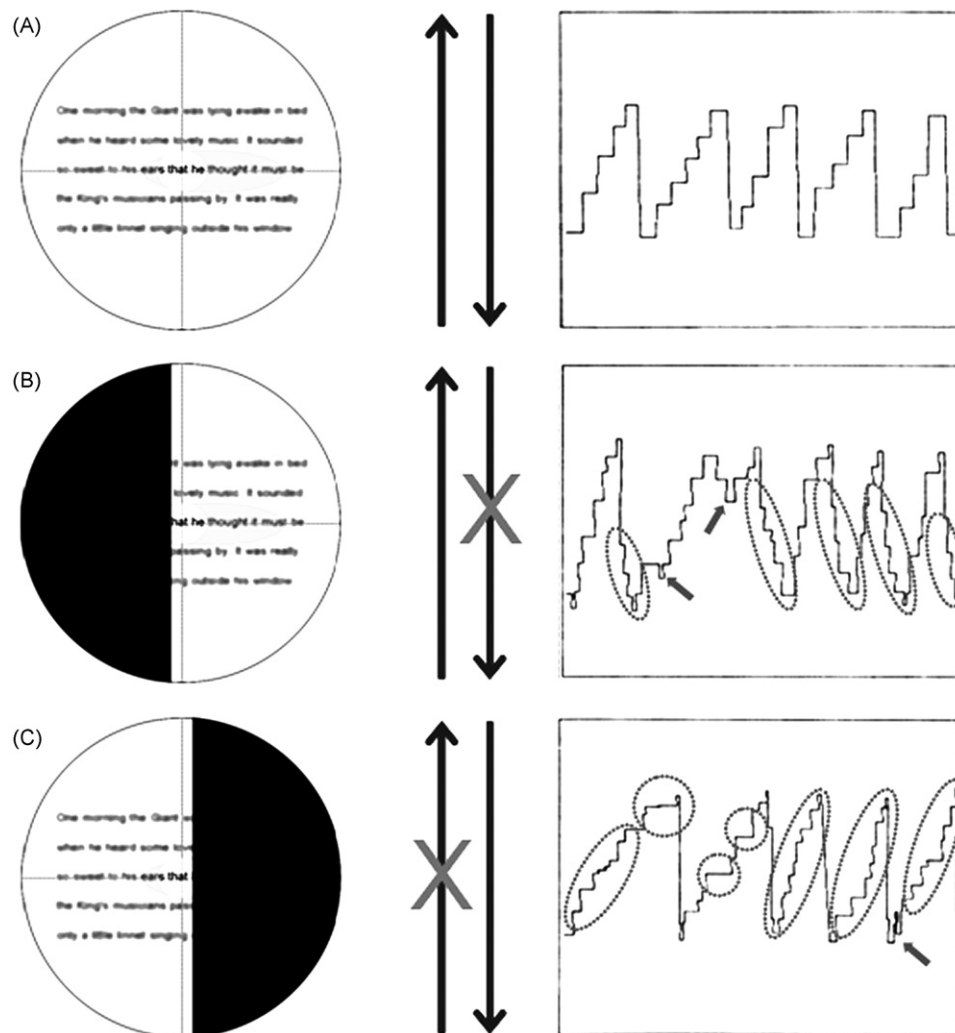 (A)
One morning the Giant was lying awake in bed
when he heard some lovely music. It sounded
so sweet to his ears that he thought it must be
the King's musicians passing by. It was really
only a little linnet singing outside his window
(B)
t was lying awake in bed
lovely music. It sounded
hat he thought it must be
passing by. It was really
ng outside his window
X
(C)
One morning the Giant w
when he heard some love
so sweet to his ears that
the King's musicians pass
only a little linnet singing
X